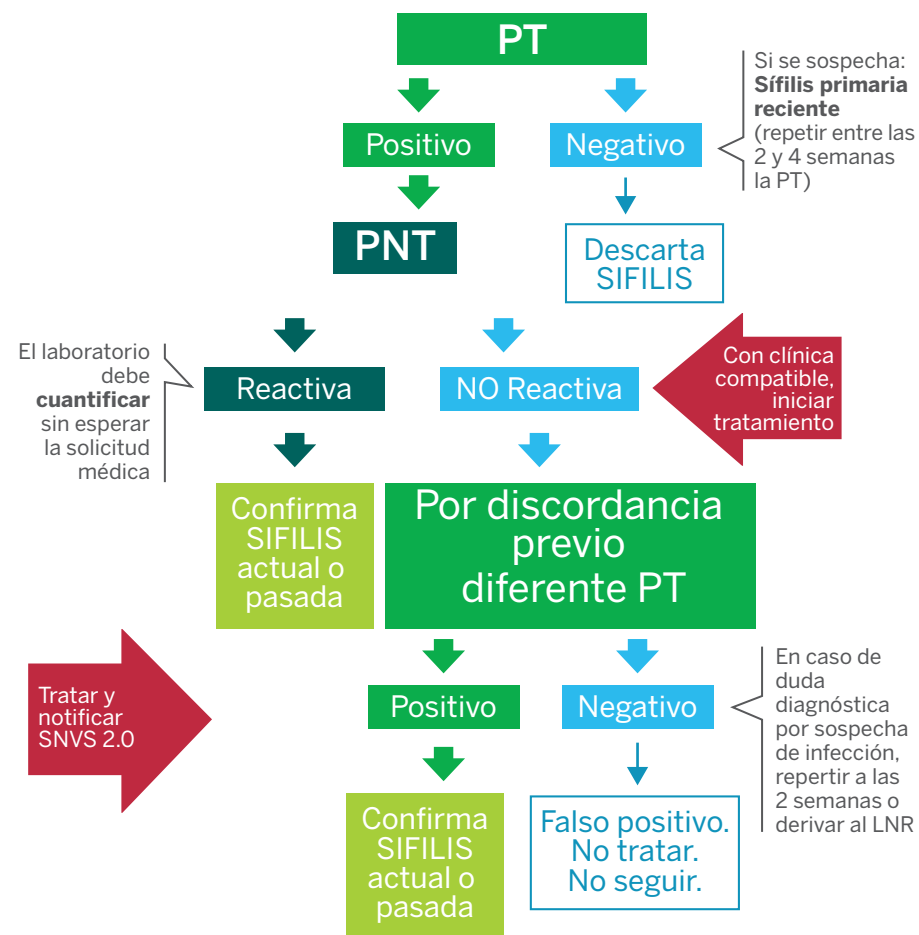 PT
Si se sospecha:
Sífilis primaria
reciente
(repetir entre las
2 y 4 semanas
la PT)
Positivo
Negativo
PNT
Descarta
SIFILIS
El laboratorio
debe
cuantificar
sin esperar
la solicitud
médica
Reactiva
NO Reactiva
Con clínica
compatible,
iniciar
tratamiento
Confirma
SIFILIS
actual o
pasada
Por discordancia
previo
diferente PT
Tratar y
notificar
SNVS 2.0
Positivo
Negativo
En caso de
duda
diagnóstica
por sospecha
de infección,
repertir a las
2 semanas o
derivar al LNR
Confirma
SIFILIS
actual o
pasada
Falso positivo.
No tratar.
No seguir.